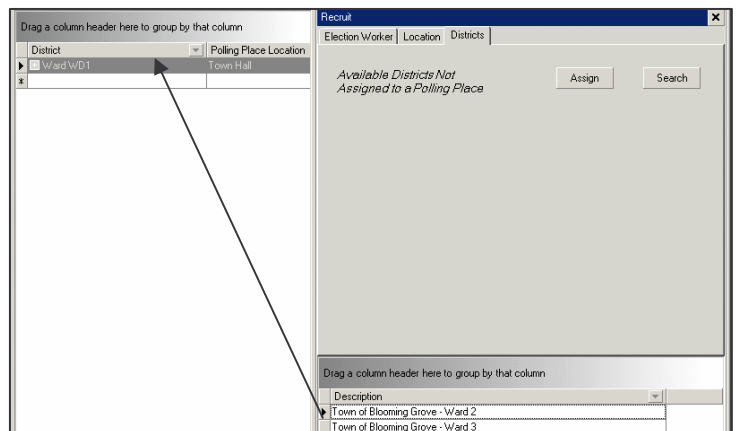 Drag a column header here to group by that column
District Polling Place Location
Ward WD1 Town Hall
Recruit
Election Worker Location Districts
Available Districts Not
Assigned to a Polling Place
Assign Search
Drag a column header here to group by that column
Description
Town of Blooming Grove - Ward 2
Town of Blooming Grove - Ward 3